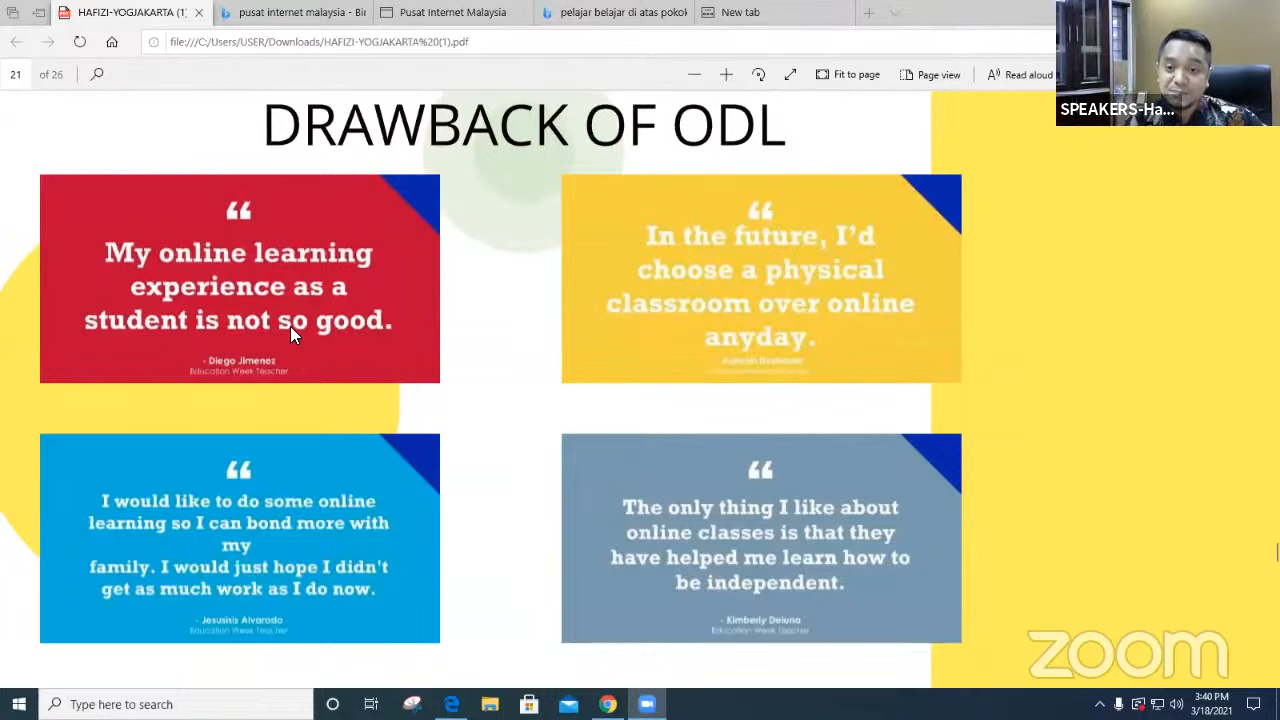 HAFIZI-YOGJAKARTA [1
pusat internet malaysia - Bi
Pi1m Internet Malaysia
pelajar belajar di atas pokol
New tab
file:///C:/Users/USER/Downloads/HAFIZI-YOGJAKARTA%20(1).pdf
21 of 26
Fit to page
Page view
Read aloud
SPEAKERS-Ha...
DRAWBACK OF ODL
“
My online learning
experience as a
student is not so good.
- Diego Jimenez
Education Week Teacher
“
In the future, I'd
choose a physical
classroom over online
anyday.
“
I would like to do some online
learning so I can bond more with
my
family. I would just hope I didn't
get as much work as I do now.
- Jesusisis Alvarado
Education Week Teacher
“
The only thing I like about
online classes is that they
have helped me learn how to
be independent.
- Kimberly Deluna
Education Week Teacher
zoom
Type here to search
3:40 PM
3/18/2021